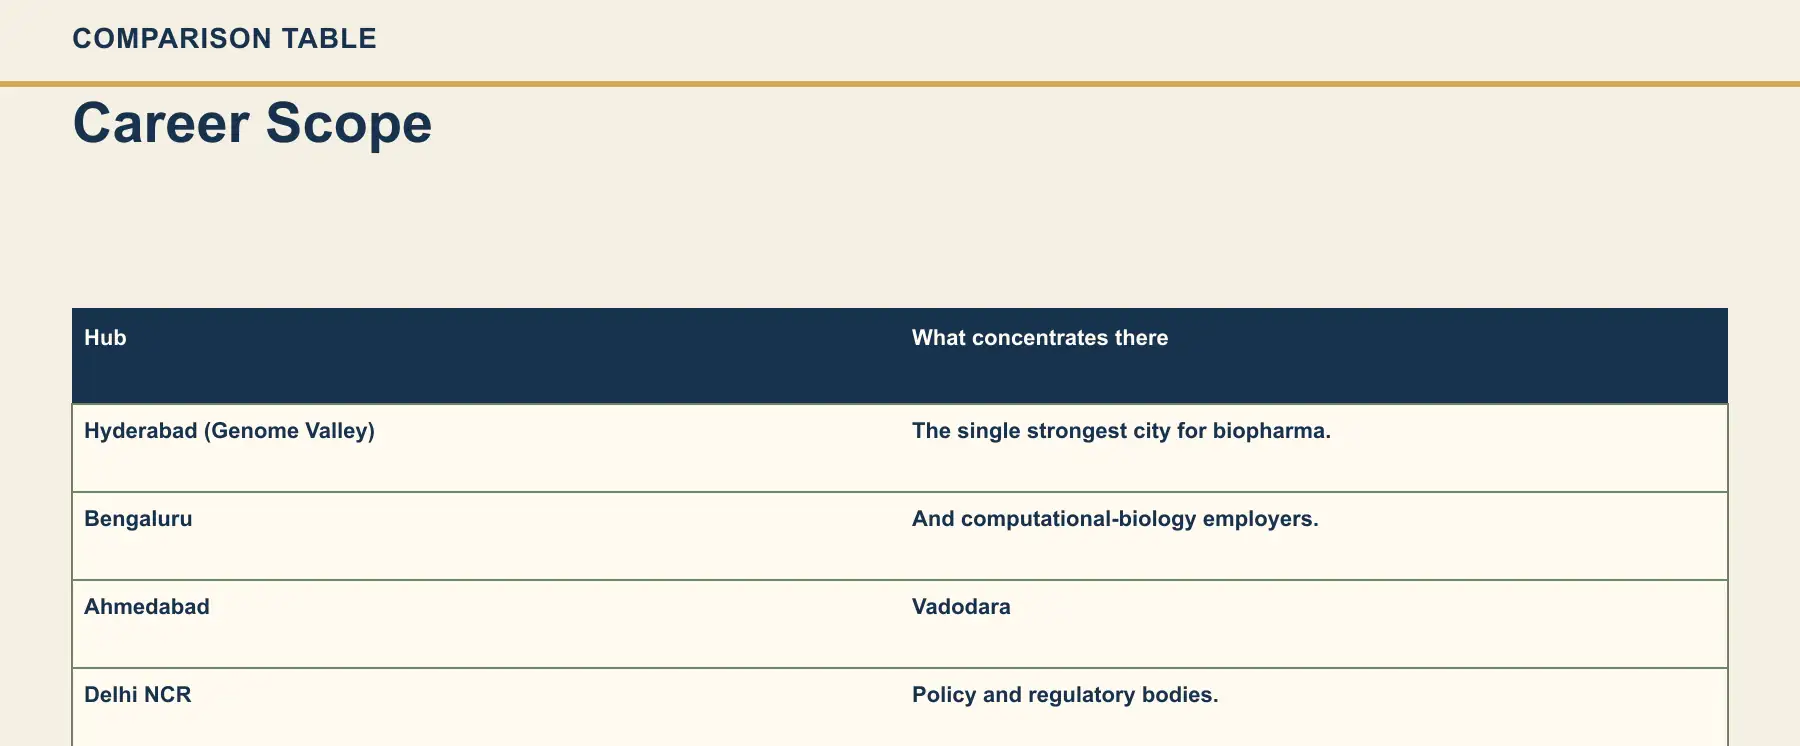 COMPARISON TABLE
Career Scope
Hub What concentrates there
Hyderabad (Genome Valley) The single strongest city for biopharma.
Bengaluru And computational-biology employers.
Ahmedabad Vadodara
Delhi NCR Policy and regulatory bodies.